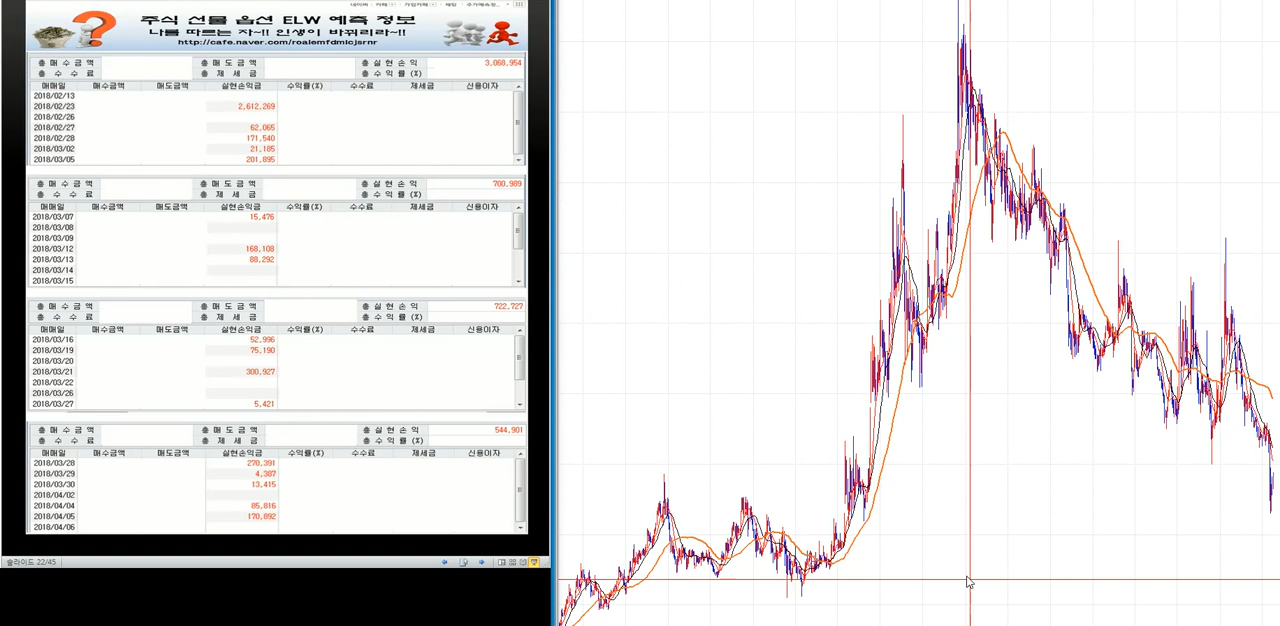 주식 선물 옵션 ELW 예측 정보
나를 따르는 자~!! 인생이 바뀌리라~!!
http://cafe.naver.com/roalemfdmlcjsrnr
총 매 수 금 액 총 매 도 금 액 총 실 현 손 익 3,068,954
총 수 수 료 총 제 세 금 총 수 익 률 (%)
매매일 매수금액 매도금액 실현손익금 수익률(%) 수수료 제세금 신용이자
2018/02/13
2018/02/23 2,612,269
2018/02/26
2018/02/27 62,065
2018/02/28 171,540
2018/03/02 21,185
2018/03/05 201,895
총 매 수 금 액 총 매 도 금 액 총 실 현 손 익 700,989
총 수 수 료 총 제 세 금 총 수 익 률 (%)
매매일 매수금액 매도금액 실현손익금 수익률(%) 수수료 제세금 신용이자
2018/03/07 15,476
2018/03/08
2018/03/09
2018/03/12 168,108
2018/03/13 88,292
2018/03/14
2018/03/15
총 매 수 금 액 총 매 도 금 액 총 실 현 손 익 722,727
총 수 수 료 총 제 세 금 총 수 익 률 (%)
매매일 매수금액 매도금액 실현손익금 수익률(%) 수수료 제세금 신용이자
2018/03/16 52,996
2018/03/19 75,190
2018/03/20
2018/03/21 300,927
2018/03/22
2018/03/26
2018/03/27 5,421
총 매 수 금 액 총 매 도 금 액 총 실 현 손 익 544,901
총 수 수 료 총 제 세 금 총 수 익 률 (%)
매매일 매수금액 매도금액 실현손익금 수익률(%) 수수료 제세금 신용이자
2018/03/28 270,391
2018/03/29 4,387
2018/03/30 13,415
2018/04/02
2018/04/04 85,816
2018/04/05 170,892
2018/04/06
슬라이드 22/45